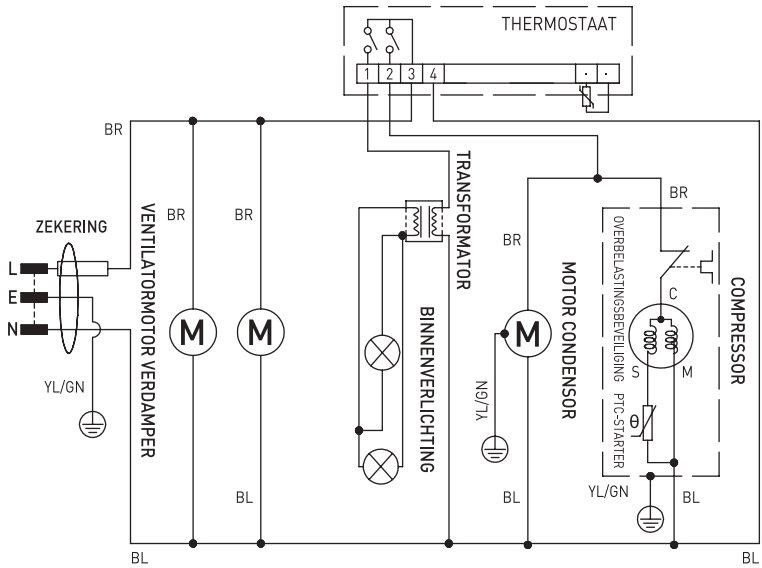 THERMOSTAAT
1 2 3 4
BR
BR
BR
BR
BR
ZEKERING
L
E
N
YL/GN
VENTILATORMOTOR VERDAMPER
TRANSFORMATOR
BINNENVERLICHTING
MOTOR CONDENSOR
OVERBELASTINGSBEVEILIGING
PTC-STARTER
COMPRESSOR
M
M
M
C
S
M
θ
YL/GN
YL/GN
BL
BL
BL
BL
BL